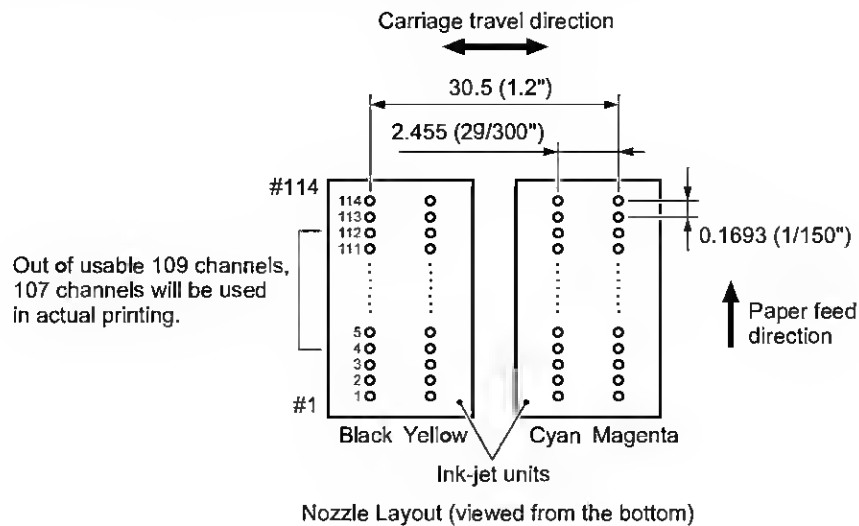 Carriage travel direction
30.5 (1.2")
2.455 (29/300")
#114
114
113
112
111
0.1693 (1/150")
Out of usable 109 channels,
107 channels will be used
in actual printing.
Paper feed
direction
5
4
3
2
1
#1
Black Yellow Cyan Magenta
Ink-jet units
Nozzle Layout (viewed from the bottom)